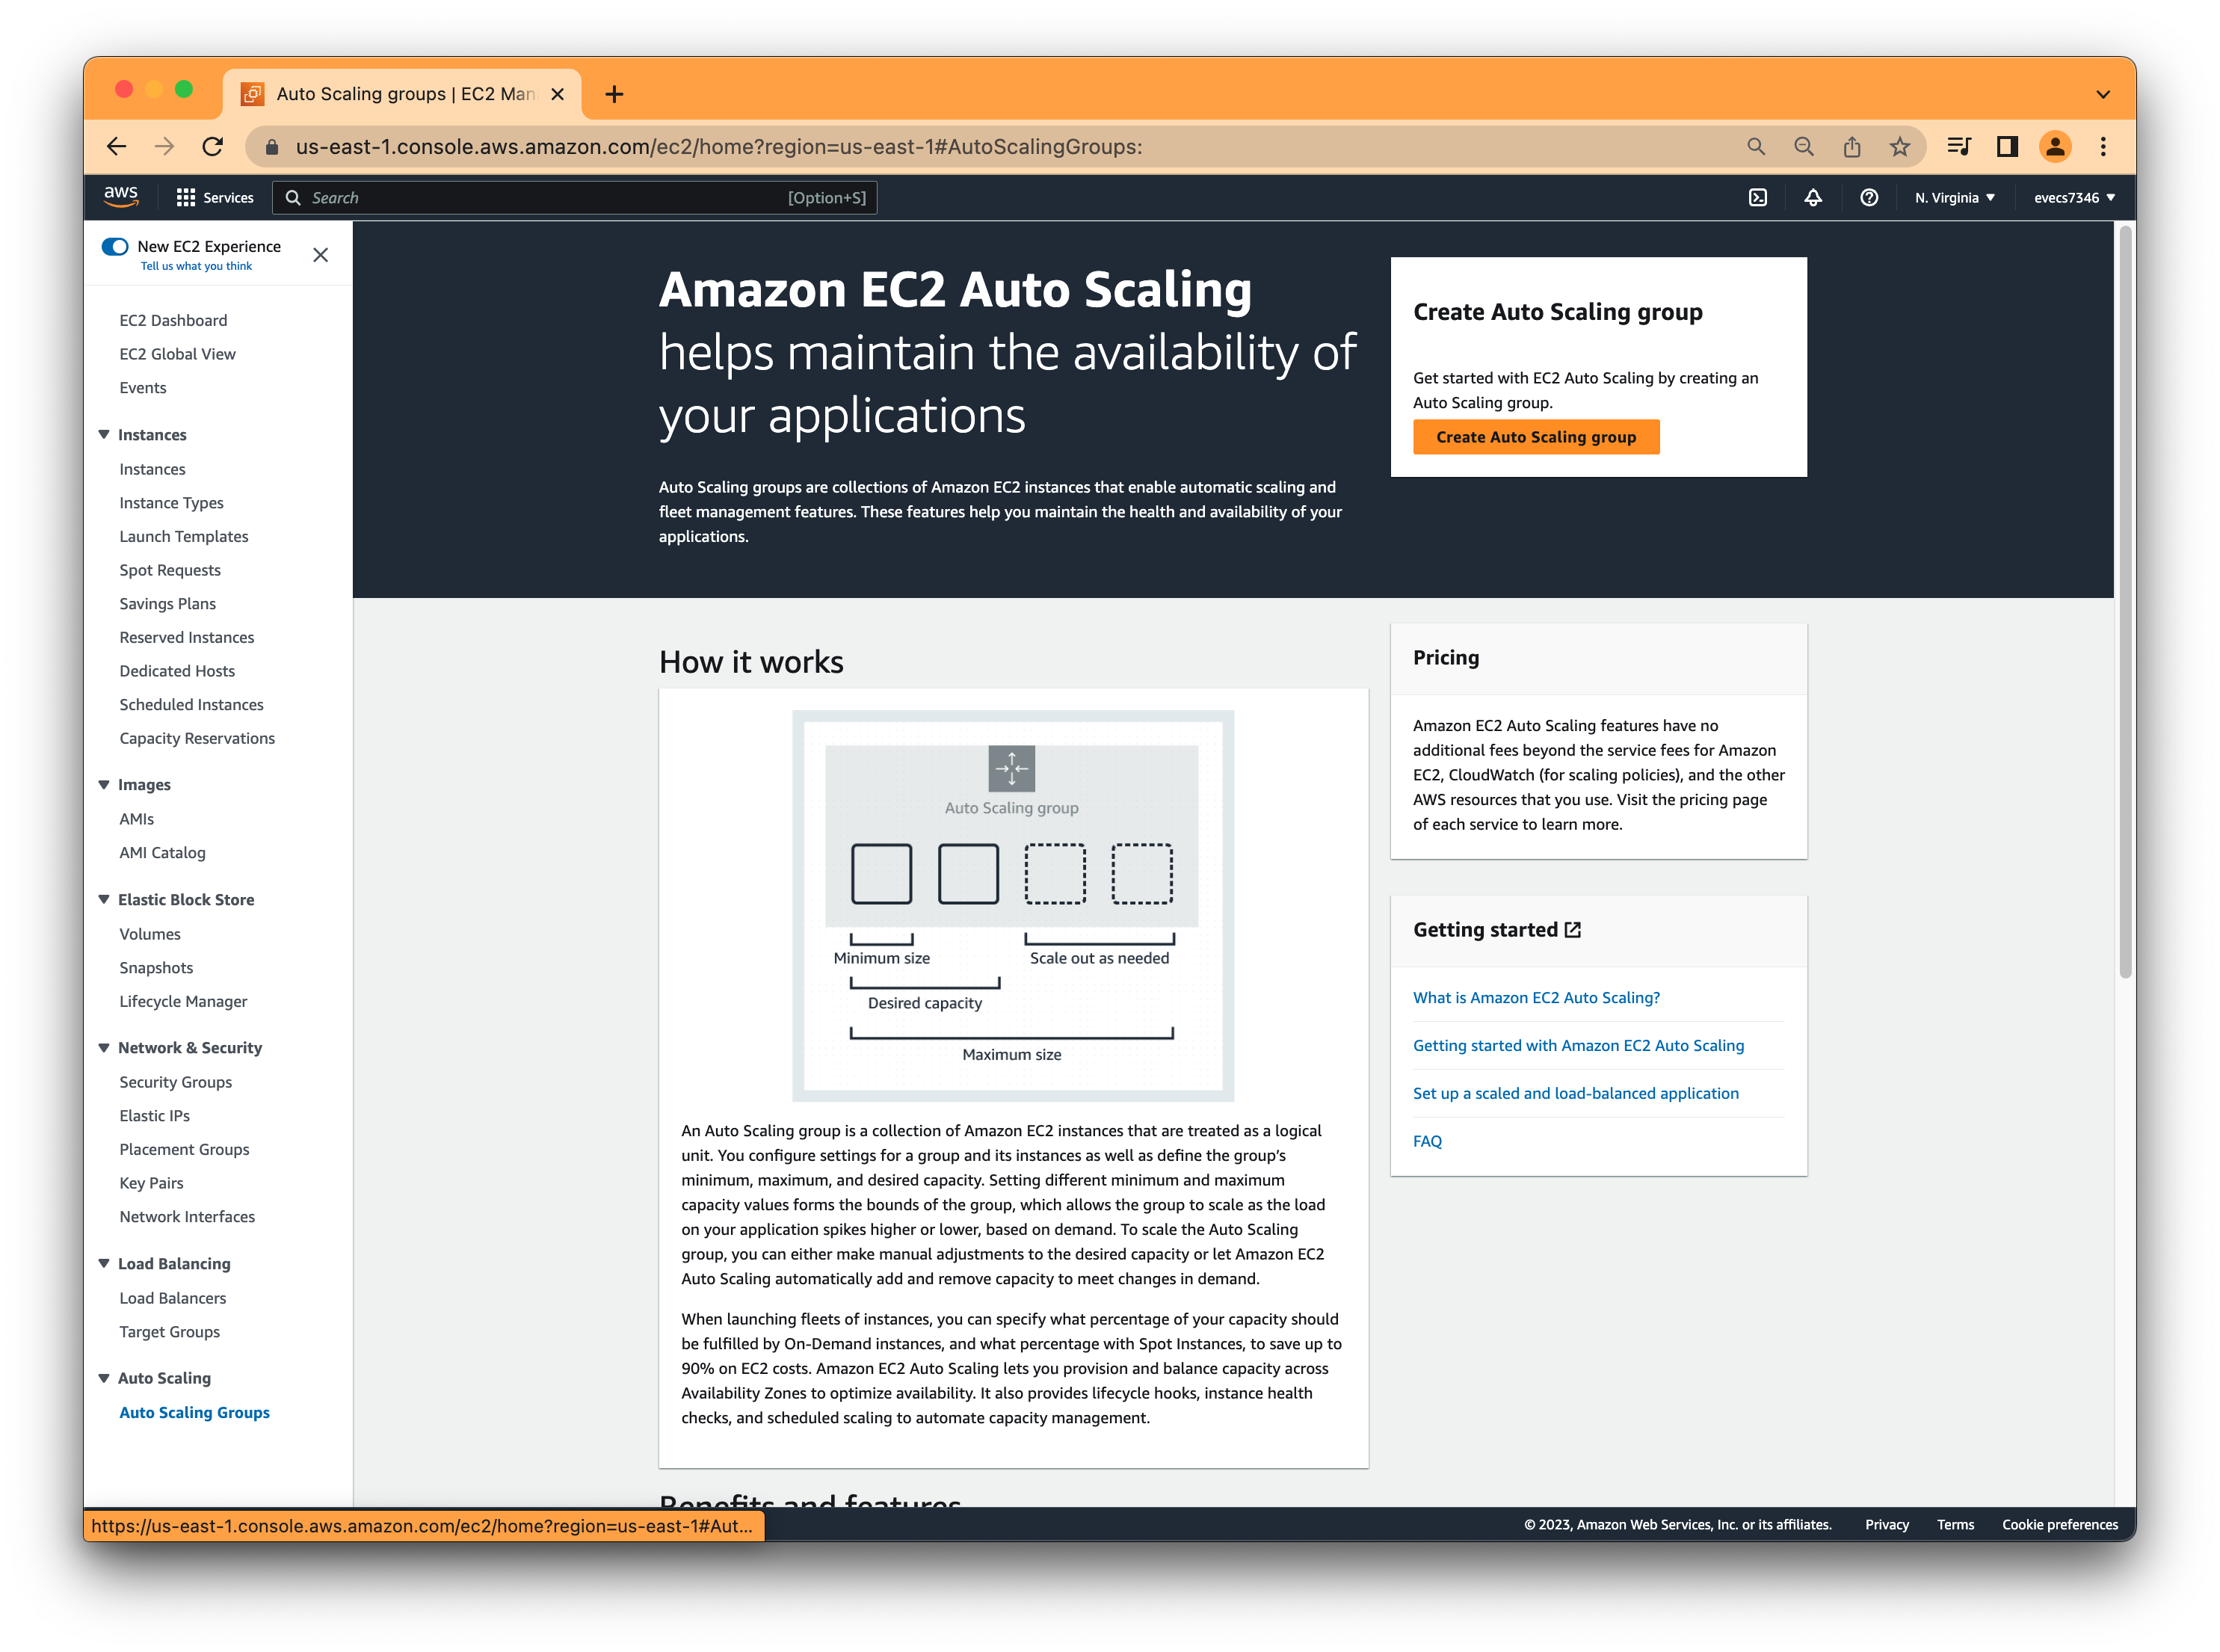 Auto Scaling groups | EC2 Man
us-east-1.console.aws.amazon.com/ec2/home?region=us-east-1#AutoScalingGroups:
aws
Services
Search
[Option+S]
N. Virginia
evecs7346
New EC2 Experience
Tell us what you think
EC2 Dashboard
EC2 Global View
Events
Instances
Instances
Instance Types
Launch Templates
Spot Requests
Savings Plans
Reserved Instances
Dedicated Hosts
Scheduled Instances
Capacity Reservations
Images
AMIs
AMI Catalog
Elastic Block Store
Volumes
Snapshots
Lifecycle Manager
Network & Security
Security Groups
Elastic IPs
Placement Groups
Key Pairs
Network Interfaces
Load Balancing
Load Balancers
Target Groups
Auto Scaling
Auto Scaling Groups
Amazon EC2 Auto Scaling
helps maintain the availability of
your applications
Auto Scaling groups are collections of Amazon EC2 instances that enable automatic scaling and
fleet management features. These features help you maintain the health and availability of your
applications.
Create Auto Scaling group
Get started with EC2 Auto Scaling by creating an
Auto Scaling group.
Create Auto Scaling group
How it works
Auto Scaling group
Minimum size
Scale out as needed
Desired capacity
Maximum size
An Auto Scaling group is a collection of Amazon EC2 instances that are treated as a logical
unit. You configure settings for a group and its instances as well as define the group’s
minimum, maximum, and desired capacity. Setting different minimum and maximum
capacity values forms the bounds of the group, which allows the group to scale as the load
on your application spikes higher or lower, based on demand. To scale the Auto Scaling
group, you can either make manual adjustments to the desired capacity or let Amazon EC2
Auto Scaling automatically add and remove capacity to meet changes in demand.
When launching fleets of instances, you can specify what percentage of your capacity should
be fulfilled by On-Demand instances, and what percentage with Spot Instances, to save up to
90% on EC2 costs. Amazon EC2 Auto Scaling lets you provision and balance capacity across
Availability Zones to optimize availability. It also provides lifecycle hooks, instance health
checks, and scheduled scaling to automate capacity management.
Benefits and features
Pricing
Amazon EC2 Auto Scaling features have no
additional fees beyond the service fees for Amazon
EC2, CloudWatch (for scaling policies), and the other
AWS resources that you use. Visit the pricing page
of each service to learn more.
Getting started
What is Amazon EC2 Auto Scaling?
Getting started with Amazon EC2 Auto Scaling
Set up a scaled and load-balanced application
FAQ
https://us-east-1.console.aws.amazon.com/ec2/home?region=us-east-1#Aut...
© 2023, Amazon Web Services, Inc. or its affiliates.
Privacy
Terms
Cookie preferences